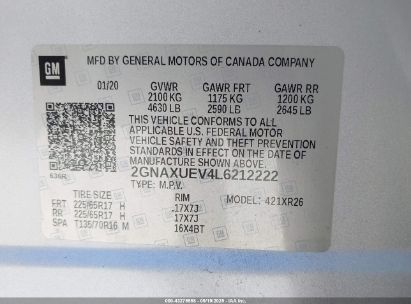 GM
MFD BY GENERAL MOTORS OF CANADA COMPANY
01/20 GVWR GAWR FRT GAWR RR
2100 KG 1175 KG 1200 KG
4630 LB 2590 LB 2645 LB
THIS VEHICLE CONFORMS TO ALL
APPLICABLE U.S. FEDERAL MOTOR
VEHICLE SAFETY STANDARDS IN
EFFECT ON THE DATE OF
MANUFACTURE SHOWN ABOVE.
2GNAXUEV4L6212222
TYPE: M.P.V.
TIRE SIZE RIM MODEL: 421XR26
FRT 225/65R17 H 17X7J
RR 225/65R17 H 17X7J
SPA T135/70R16 M 16X4BT